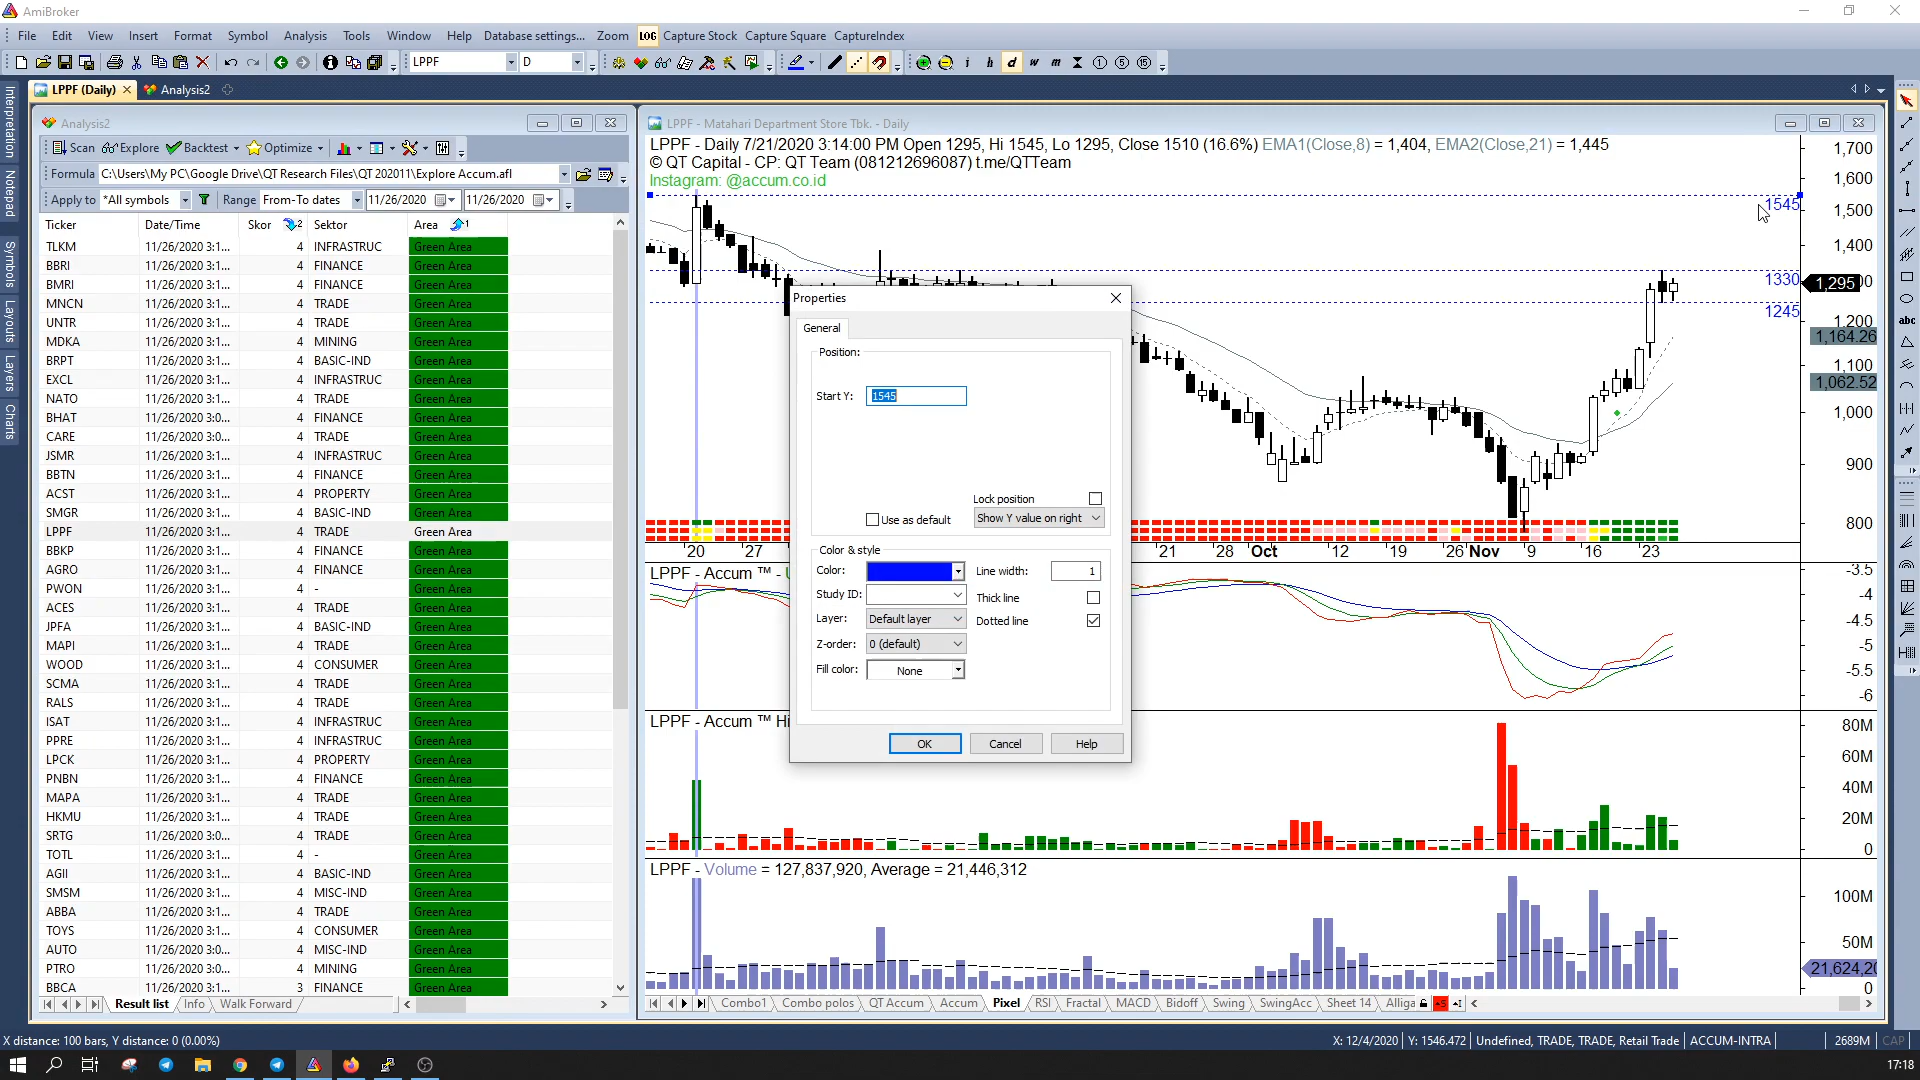 AmiBroker
File Edit View Insert Format Symbol Analysis Tools Window Help Database settings... Zoom LOG Capture Stock Capture Square CaptureIndex
LPPF D
LPPF (Daily) Analysis2
Interpretation
Notepad
Symbols
Layouts
Layers
Charts
Analysis2
Scan Explore Backtest Optimize
Formula C:\Users\My PC\Google Drive\QT Research Files\QT 202011\Explore Accum.afl
Apply to *All symbols Range From-To dates 11/26/2020 11/26/2020
Ticker Date/Time Skor 2 Sektor Area 1
TLKM 11/26/2020 3:1... 4 INFRASTRUC Green Area
BBRI 11/26/2020 3:1... 4 FINANCE Green Area
BMRI 11/26/2020 3:1... 4 FINANCE Green Area
MNCN 11/26/2020 3:1... 4 TRADE Green Area
UNTR 11/26/2020 3:1... 4 TRADE Green Area
MDKA 11/26/2020 3:1... 4 MINING Green Area
BRPT 11/26/2020 3:1... 4 BASIC-IND Green Area
EXCL 11/26/2020 3:1... 4 INFRASTRUC Green Area
NATO 11/26/2020 3:1... 4 TRADE Green Area
BHAT 11/26/2020 3:0... 4 FINANCE Green Area
CARE 11/26/2020 3:1... 4 TRADE Green Area
JSMR 11/26/2020 3:1... 4 INFRASTRUC Green Area
BBTN 11/26/2020 3:1... 4 FINANCE Green Area
ACST 11/26/2020 3:1... 4 PROPERTY Green Area
SMGR 11/26/2020 3:1... 4 BASIC-IND Green Area
LPPF 11/26/2020 3:1... 4 TRADE Green Area
BBKP 11/26/2020 3:1... 4 FINANCE Green Area
AGRO 11/26/2020 3:1... 4 FINANCE Green Area
PWON 11/26/2020 3:1... 4 - Green Area
ACES 11/26/2020 3:1... 4 TRADE Green Area
JPFA 11/26/2020 3:1... 4 BASIC-IND Green Area
MAPI 11/26/2020 3:1... 4 TRADE Green Area
WOOD 11/26/2020 3:1... 4 CONSUMER Green Area
SCMA 11/26/2020 3:1... 4 TRADE Green Area
RALS 11/26/2020 3:1... 4 TRADE Green Area
ISAT 11/26/2020 3:1... 4 INFRASTRUC Green Area
PPRE 11/26/2020 3:1... 4 INFRASTRUC Green Area
LPCK 11/26/2020 3:1... 4 PROPERTY Green Area
PNBN 11/26/2020 3:1... 4 FINANCE Green Area
MAPA 11/26/2020 3:1... 4 TRADE Green Area
HKMU 11/26/2020 3:1... 4 TRADE Green Area
SRTG 11/26/2020 3:0... 4 TRADE Green Area
TOTL 11/26/2020 3:1... 4 - Green Area
AGII 11/26/2020 3:1... 4 BASIC-IND Green Area
SMSM 11/26/2020 3:1... 4 MISC-IND Green Area
ABBA 11/26/2020 3:1... 4 TRADE Green Area
TOYS 11/26/2020 3:1... 4 CONSUMER Green Area
AUTO 11/26/2020 3:0... 4 MISC-IND Green Area
PTRO 11/26/2020 3:1... 4 MINING Green Area
BBCA 11/26/2020 3:1... 3 FINANCE Green Area
Result list Info Walk Forward
LPPF - Matahari Department Store Tbk. - Daily
LPPF - Daily 7/21/2020 3:14:00 PM Open 1295, Hi 1545, Lo 1295, Close 1510 (16.6%) EMA1(Close,8) = 1,404, EMA2(Close,21) = 1,445
© QT Capital - CP: QT Team (081212696087) t.me/QTTeam
Instagram: @accum.co.id
1545
1330
1245
1,700
1,600
1,500
1,400
1,295
1,200
1,164.26
1,100
1,062.52
1,000
900
800
20 27 21 28 Oct 12 19 26 Nov 9 16 23
Properties
General
Position:
Start Y: 1545
Lock position
Use as default Show Y value on right
Color & style
Color: Line width: 1
Study ID: Thick line
Layer: Default layer Dotted line
Z-order: 0 (default)
Fill color: None
OK Cancel Help
LPPF - Accum ™ -
-3.5
-4
-4.5
-5
-5.5
-6
LPPF - Accum ™ Hi
80M
60M
40M
20M
0
LPPF - Volume = 127,837,920, Average = 21,446,312
100M
50M
21,624,20
0
Combo1 Combo polos QT Accum Accum Pixel RSI Fractal MACD Bidoff Swing SwingAcc Sheet 14 Alliga
X distance: 100 bars, Y distance: 0 (0.00%) X: 12/4/2020 Y: 1546.472 Undefined, TRADE, TRADE, Retail Trade ACCUM-INTRA 2689M CAP
17:18